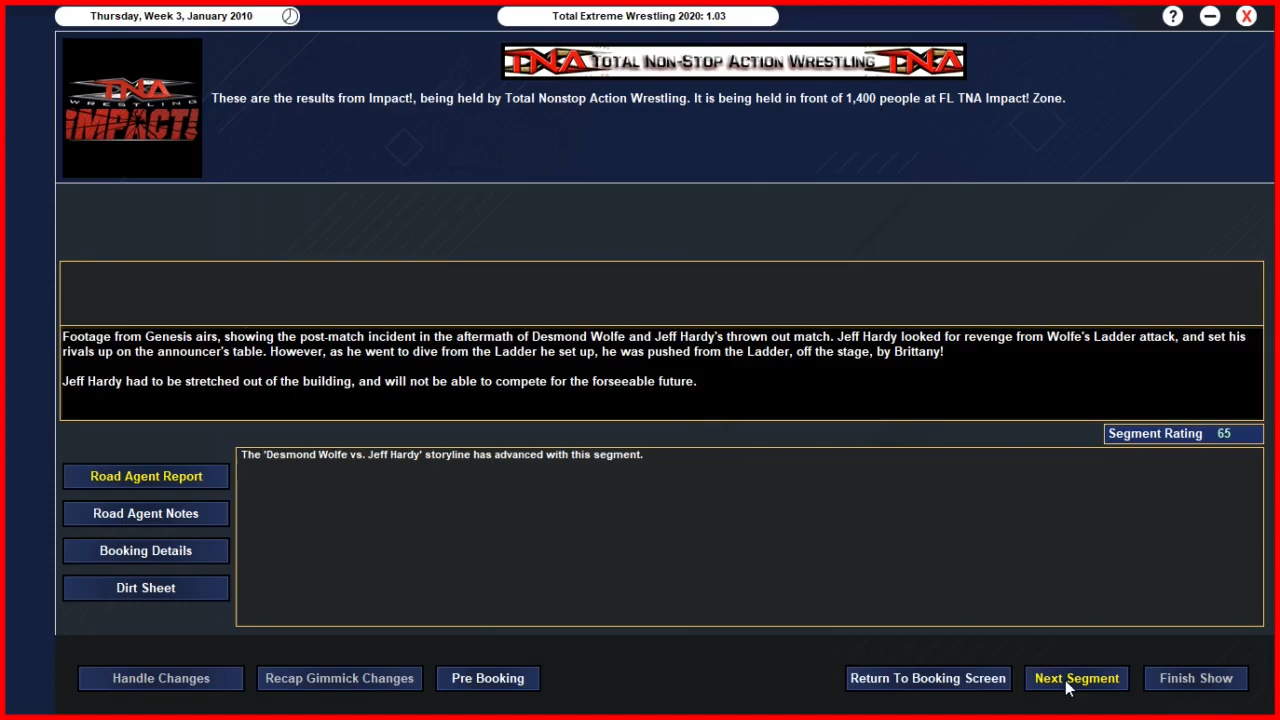 Thursday, Week 3, January 2010
Total Extreme Wrestling 2020: 1.03
?
X
TNA TOTAL NON-STOP ACTION WRESTLING TNA
TNA
WRESTLING
iMPACT!
These are the results from Impact!, being held by Total Nonstop Action Wrestling. It is being held in front of 1,400 people at FL TNA Impact! Zone.
Footage from Genesis airs, showing the post-match incident in the aftermath of Desmond Wolfe and Jeff Hardy's thrown out match. Jeff Hardy looked for revenge from Wolfe's Ladder attack, and set his
rivals up on the announcer's table. However, as he went to dive from the Ladder he set up, he was pushed from the Ladder, off the stage, by Brittany!
Jeff Hardy had to be stretched out of the building, and will not be able to compete for the forseeable future.
Segment Rating 65
The 'Desmond Wolfe vs. Jeff Hardy' storyline has advanced with this segment.
Road Agent Report
Road Agent Notes
Booking Details
Dirt Sheet
Handle Changes
Recap Gimmick Changes
Pre Booking
Return To Booking Screen
Next Segment
Finish Show